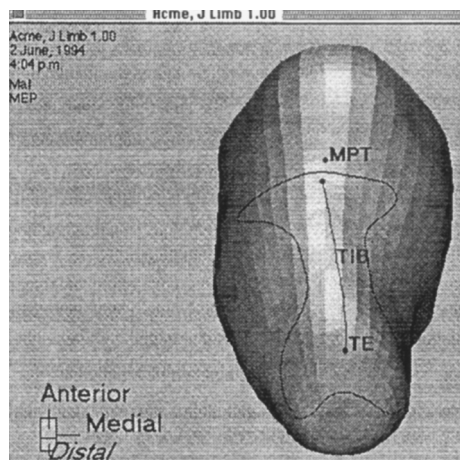 Acme, J Limb 1.00
Acme, J Limb 1.00
2 June, 1994
4:04 p.m.
Mal
MEP
MPT
TIB
TE
Anterior
Medial
Distal